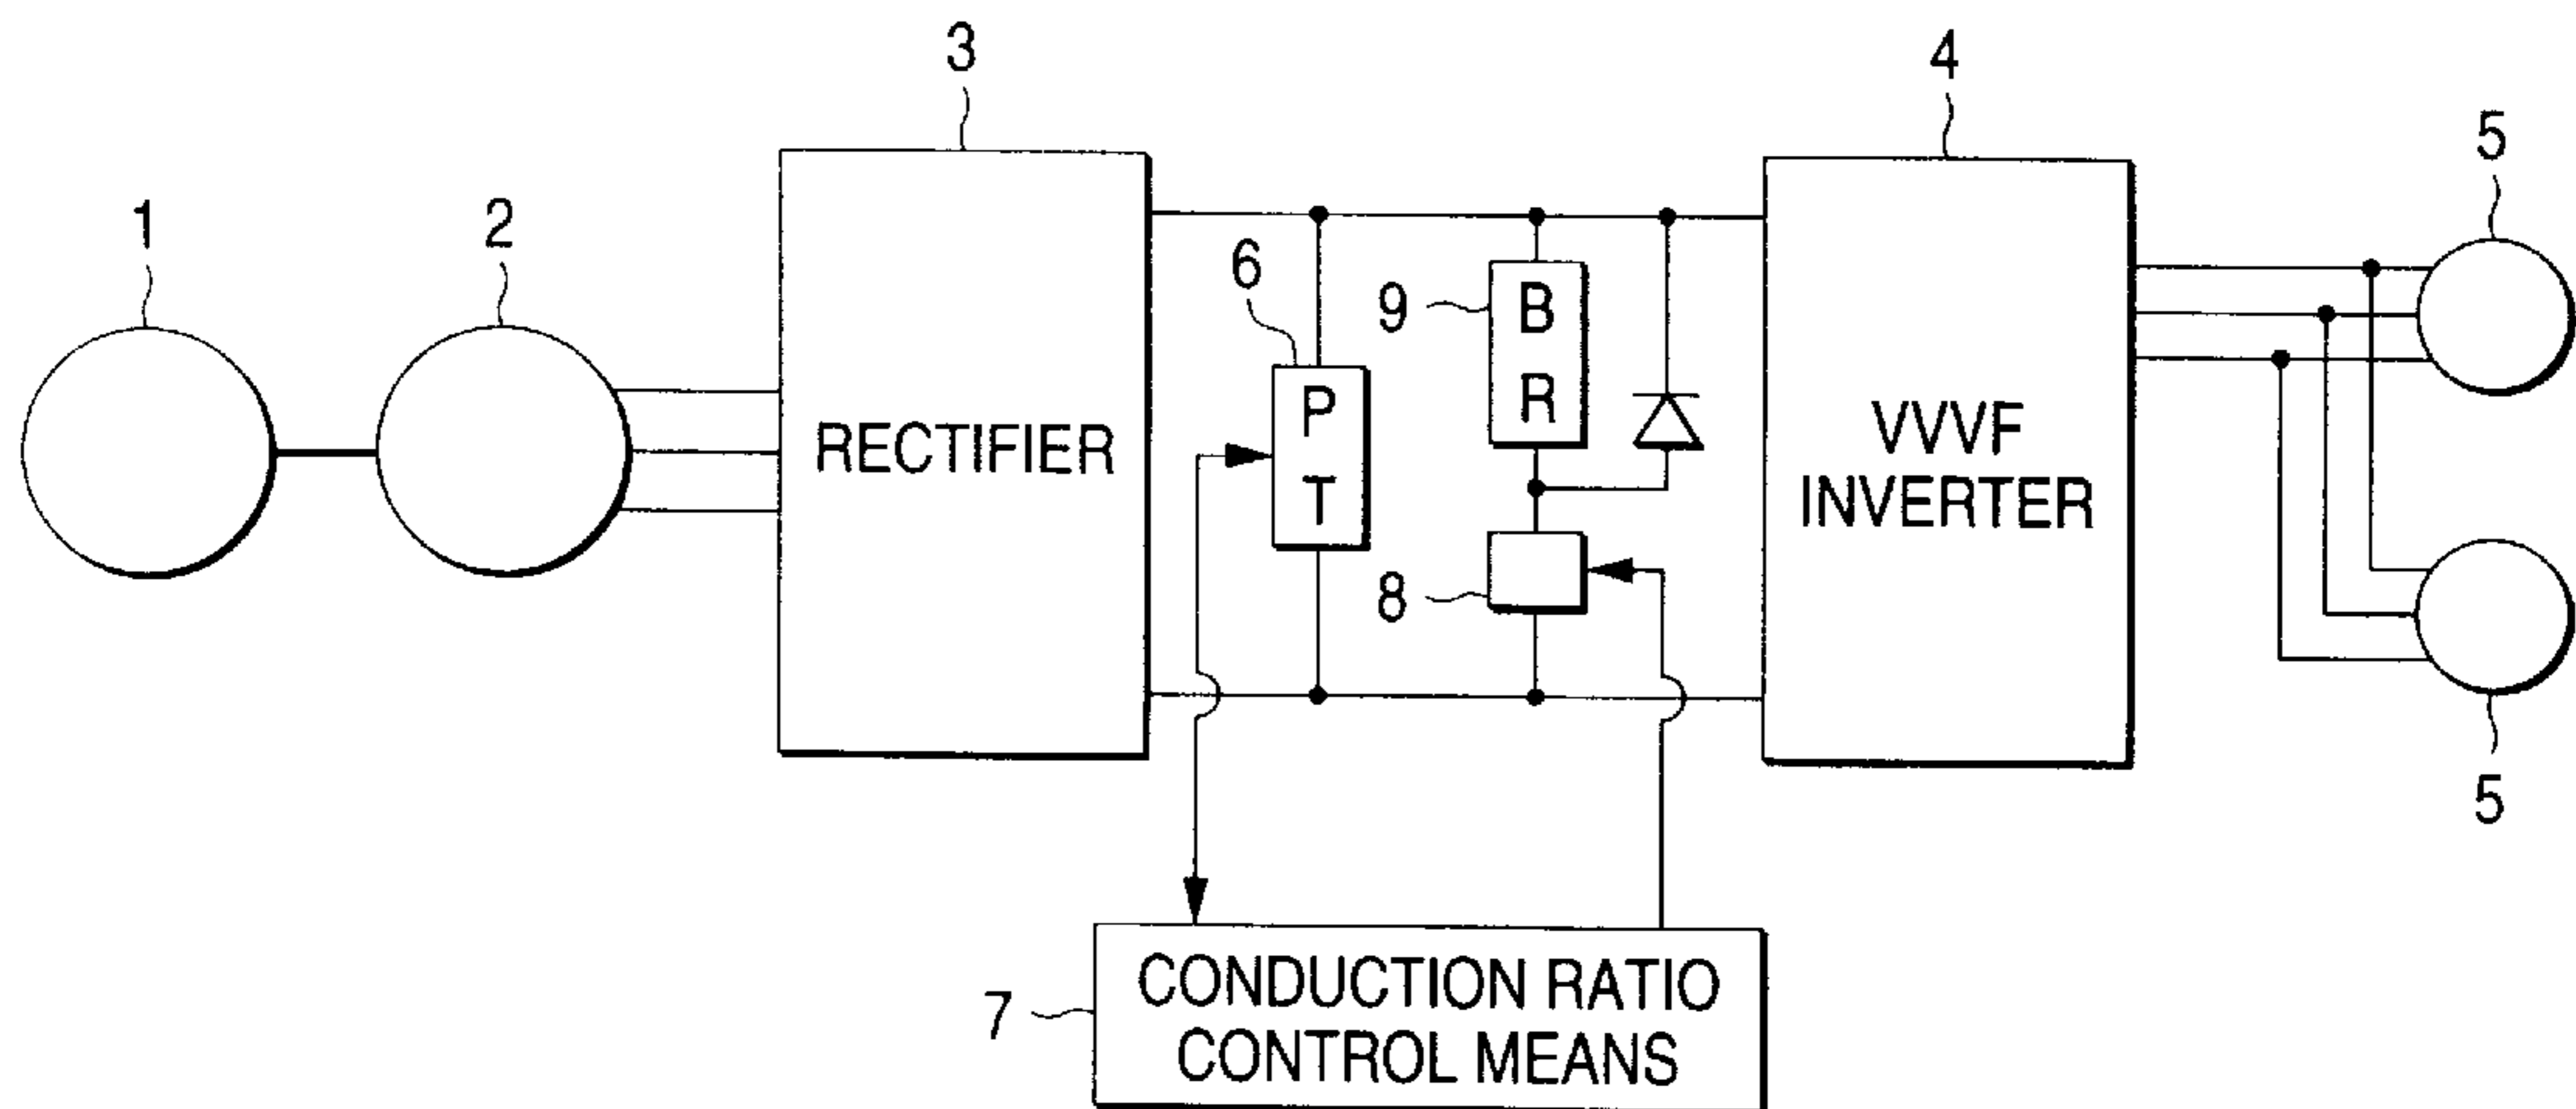 1
2
3
RECTIFIER
6
P
T
9
B
R
8
4
VVVF
INVERTER
5
5
7
CONDUCTION RATIO
CONTROL MEANS